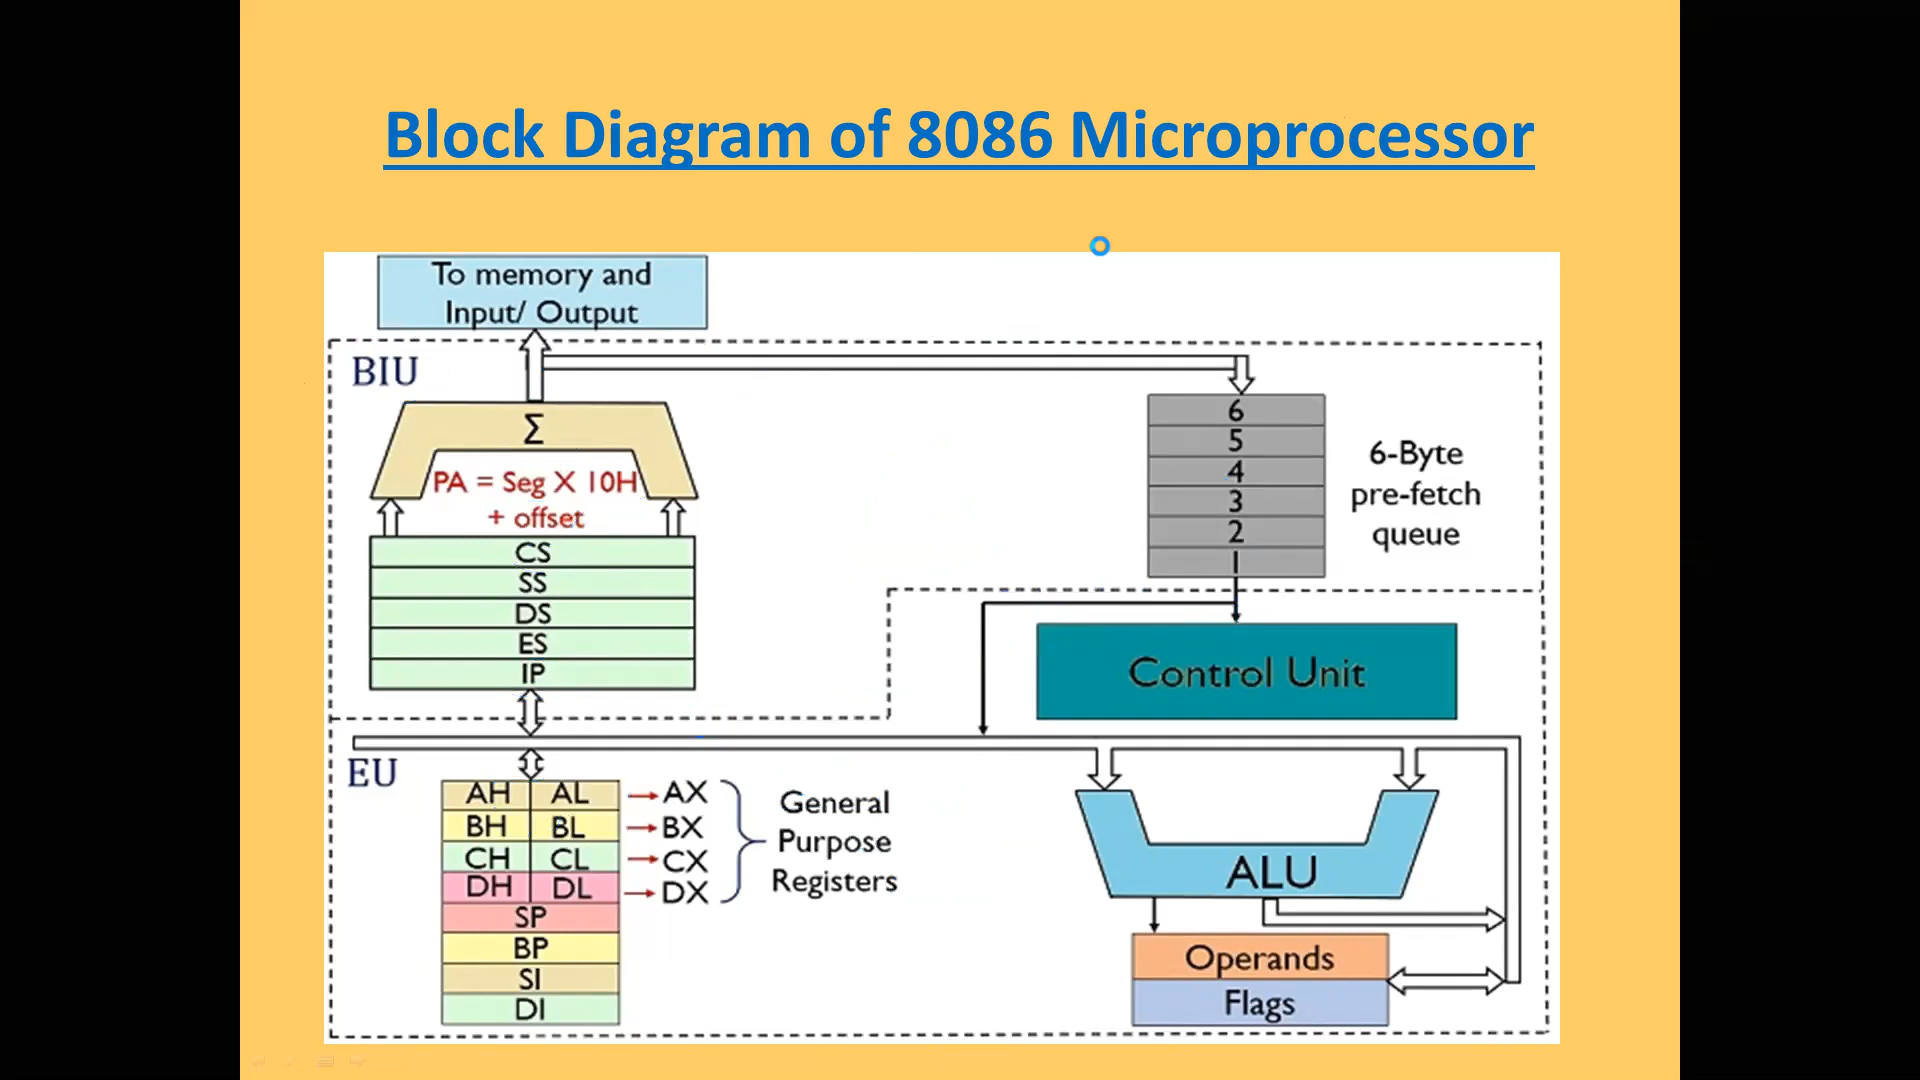 Block Diagram of 8086 Microprocessor
To memory and
Input/ Output
BIU
Σ
PA = Seg X 10H
+ offset
CS
SS
DS
ES
IP
6
5
4
3
2
1
6-Byte
pre-fetch
queue
Control Unit
EU
AH AL AX
BH BL BX
CH CL CX
DH DL DX
SP
BP
SI
DI
General
Purpose
Registers
ALU
Operands
Flags